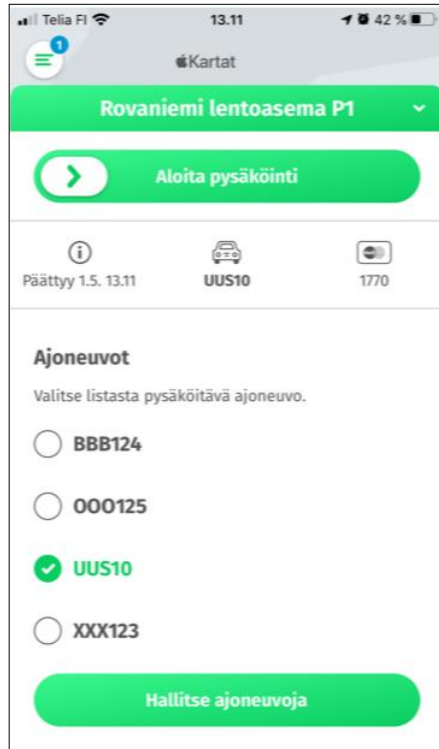 Telia FI 13.11 42 %
1
Kartat
Rovaniemi lentoasema P1
Aloita pysäköinti
Päättyy 1.5. 13.11 UUS10 1770
Ajoneuvot
Valitse listasta pysäköitävä ajoneuvo.
BBB124
OOO125
UUS10
XXX123
Hallitse ajoneuvoja